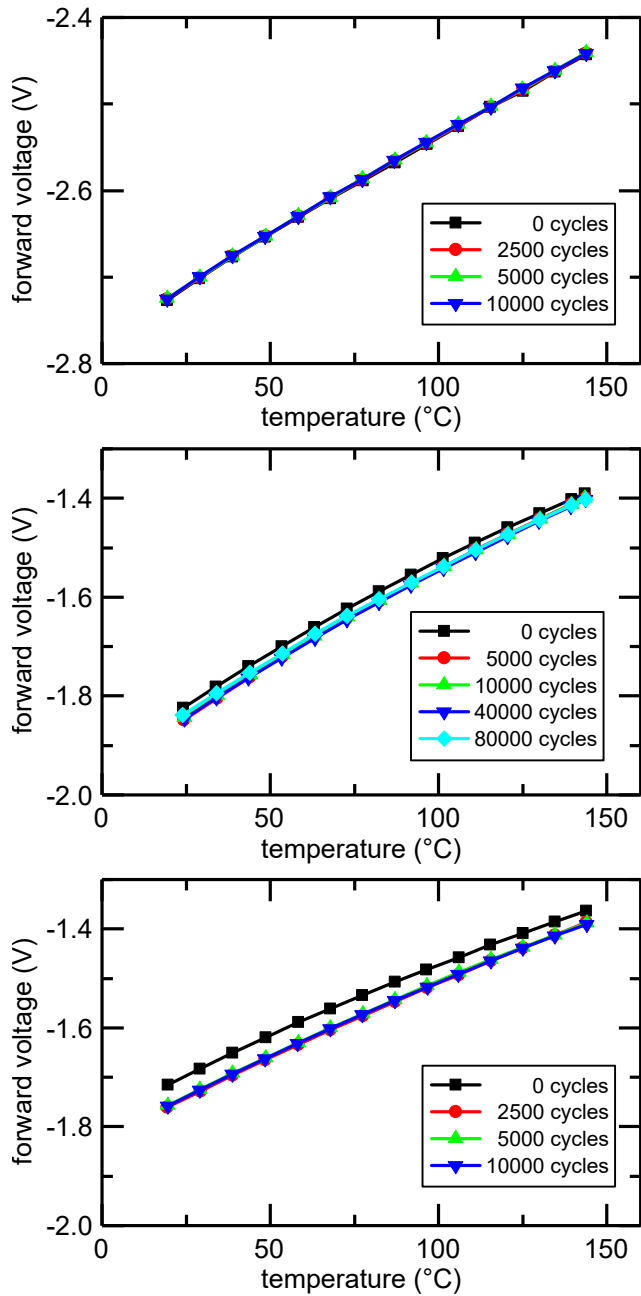 -2.4
-2.6
-2.8
forward voltage (V)
0 cycles
2500 cycles
5000 cycles
10000 cycles
0
50
100
150
temperature (°C)
-1.4
-1.6
-1.8
-2.0
forward voltage (V)
0 cycles
5000 cycles
10000 cycles
40000 cycles
80000 cycles
0
50
100
150
temperature (°C)
-1.4
-1.6
-1.8
-2.0
forward voltage (V)
0 cycles
2500 cycles
5000 cycles
10000 cycles
0
50
100
150
temperature (°C)